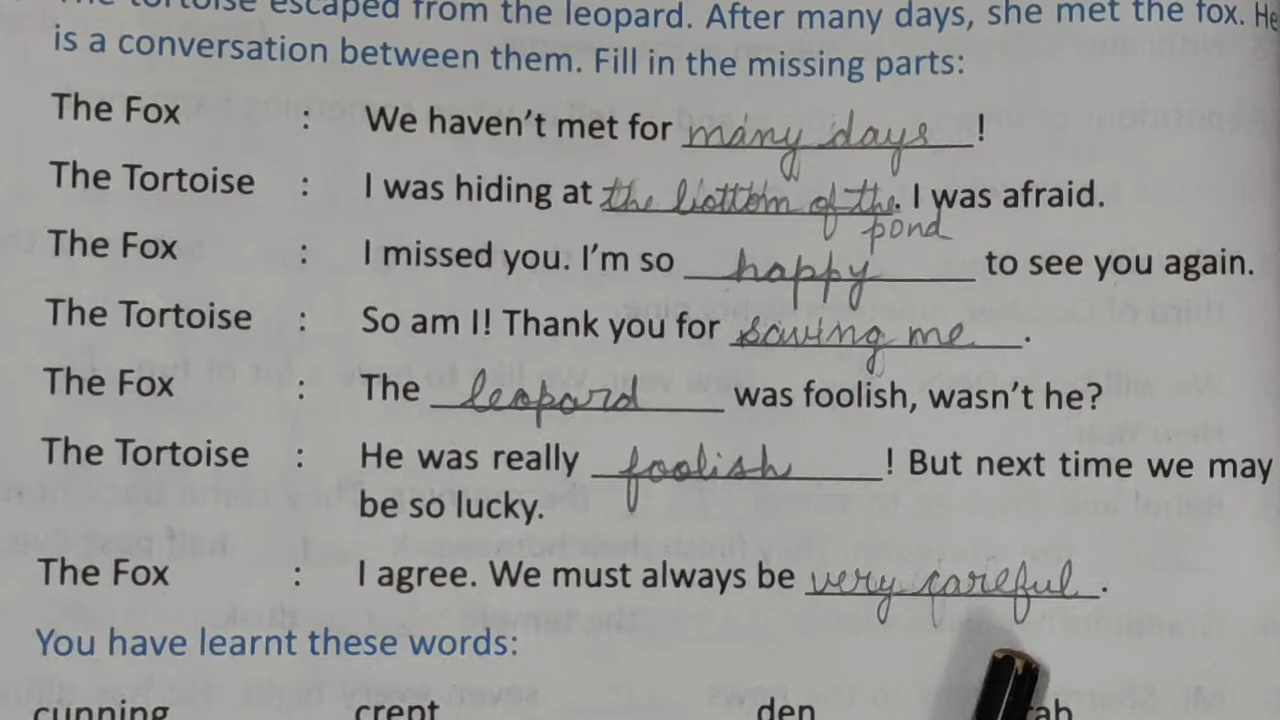 tortoise escaped from the leopard. After many days, she met the fox. He
is a conversation between them. Fill in the missing parts:
The Fox : We haven't met for many days !
The Tortoise : I was hiding at the bottom of the. I was afraid.
pond
The Fox : I missed you. I'm so happy to see you again.
The Tortoise : So am I! Thank you for saving me.
The Fox : The leopard was foolish, wasn't he?
The Tortoise : He was really foolish ! But next time we may
be so lucky.
The Fox : I agree. We must always be very careful.
You have learnt these words:
cunning crept den